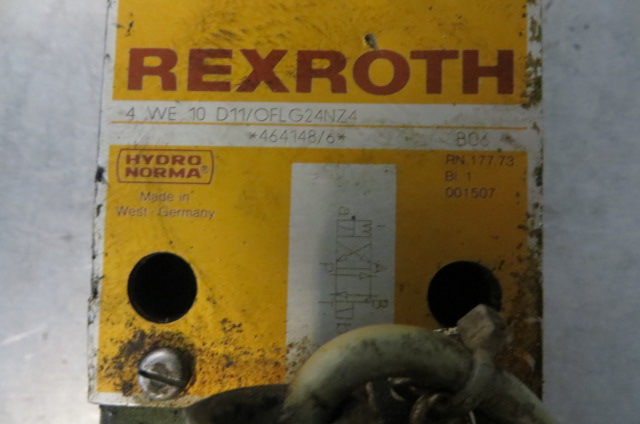 REXROTH
4 WE 10 D11/OFLG24NZ4
*464148/6* B06
HYDRO NORMA®
RN 177.73
Bl. 1
001507
Made in
West-Germany
A B